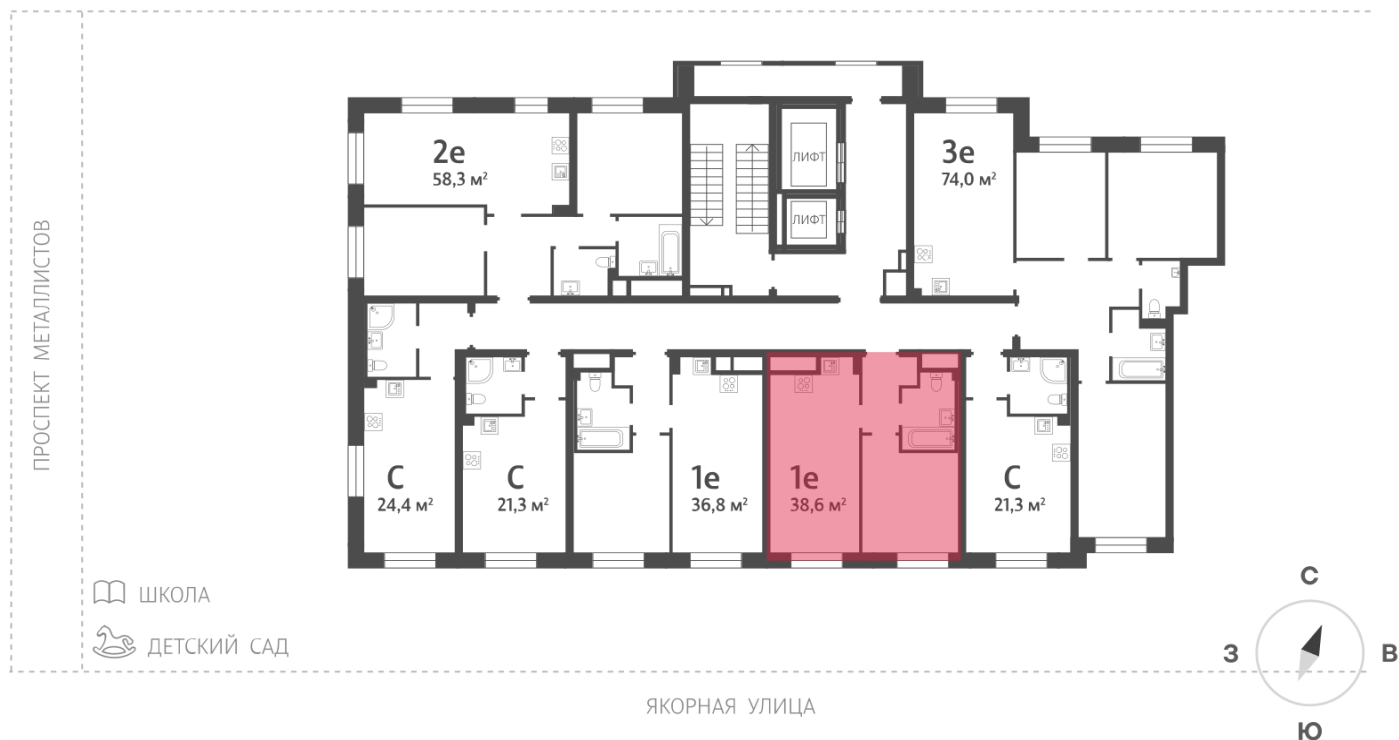 2е
58,3 м²
ЛИФТ
ЛИФТ
3е
74,0 м²
ПРОСПЕКТ МЕТАЛЛИСТОВ
С
24,4 м²
С
21,3 м²
1е
36,8 м²
1е
38,6 м²
С
21,3 м²
ШКОЛА
ДЕТСКИЙ САД
С
З
В
Ю
ЯКОРНАЯ УЛИЦА